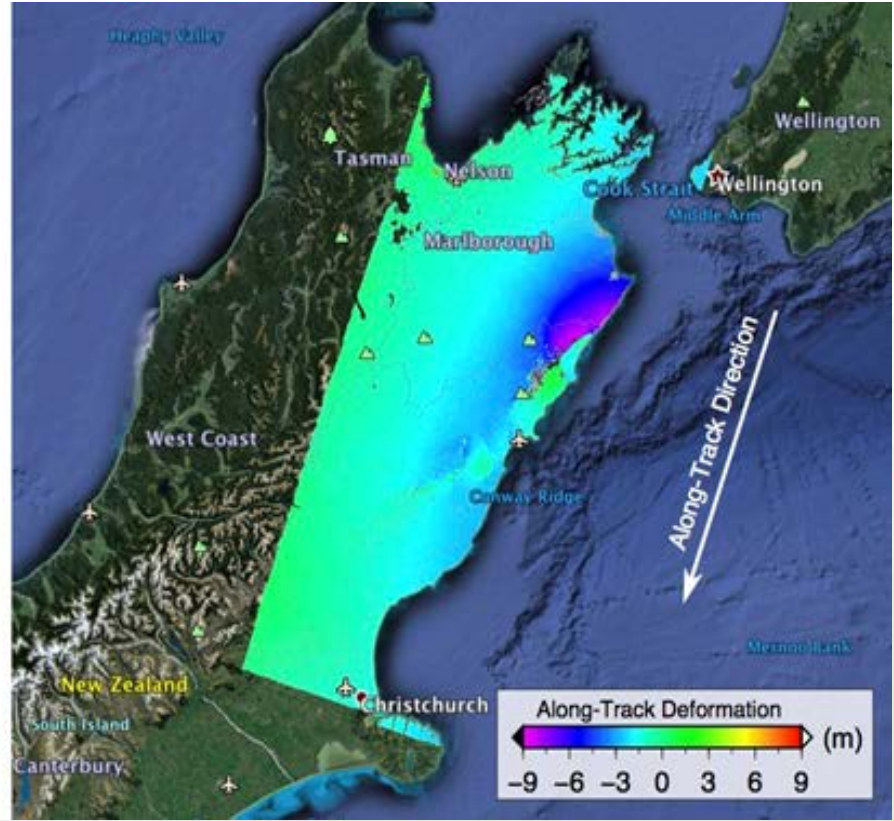 Heaphy Valley
Wellington
Tasman
Nelson
Cook Strait
Wellington
Middle Arm
Marlborough
Along-Track Direction
West Coast
Conway Ridge
Mernoo Bank
New Zealand
Christchurch
South Island
Canterbury
Along-Track Deformation
(m)
−9 −6 −3 0 3 6 9